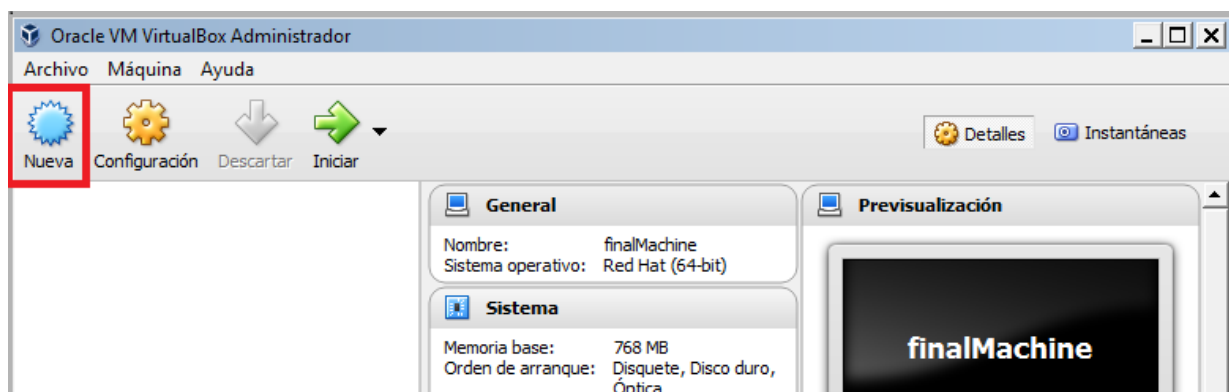 Oracle VM VirtualBox Administrador
Archivo Máquina Ayuda
Nueva Configuración Descartar Iniciar
Detalles Instantáneas
General
Nombre: finalMachine
Sistema operativo: Red Hat (64-bit)
Sistema
Memoria base: 768 MB
Orden de arranque: Disquete, Disco duro,
Óptica
Previsualización
finalMachine